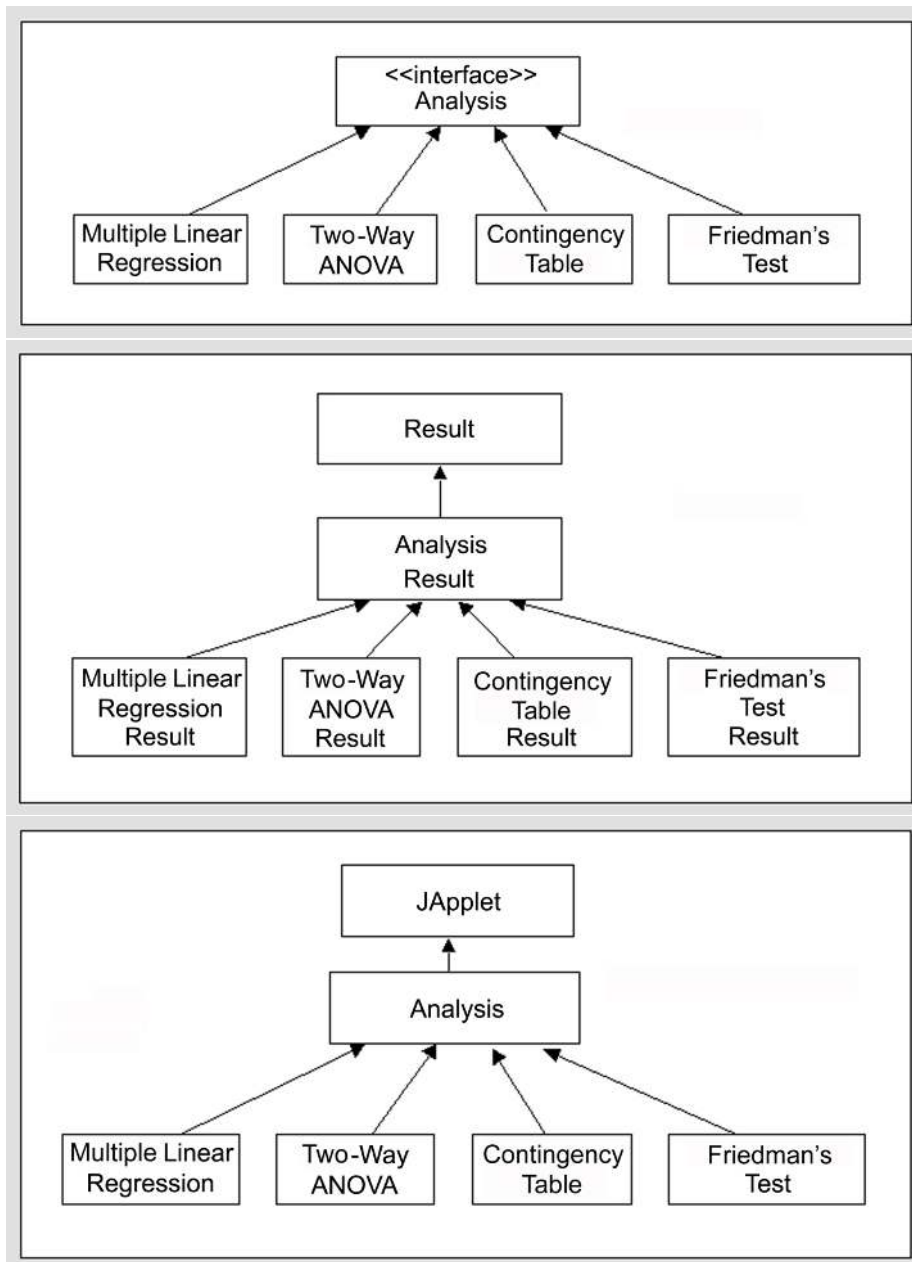 <<interface>>
Analysis
Multiple Linear
Regression
Two-Way
ANOVA
Contingency
Table
Friedman's
Test
Result
Analysis
Result
Multiple Linear
Regression
Result
Two-Way
ANOVA
Result
Contingency
Table
Result
Friedman's
Test
Result
JApplet
Analysis
Multiple Linear
Regression
Two-Way
ANOVA
Contingency
Table
Friedman's
Test